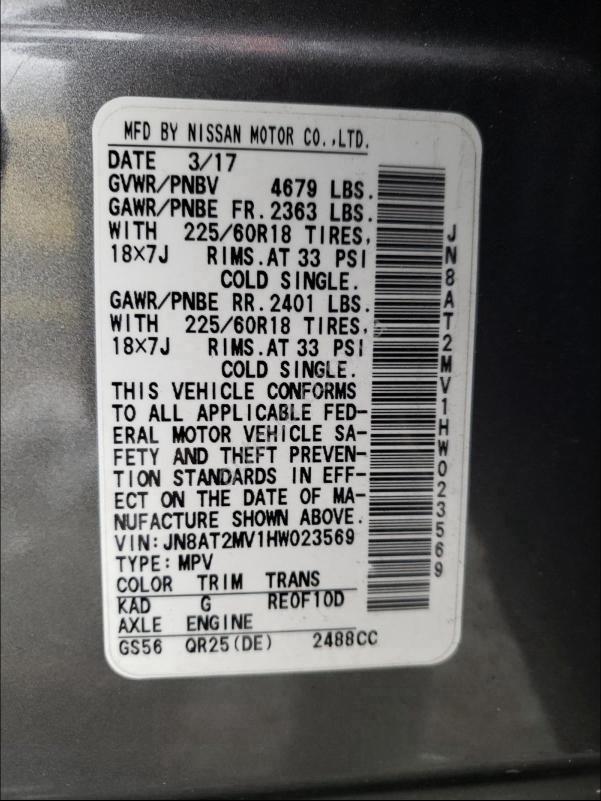 MFD BY NISSAN MOTOR CO.,LTD.
DATE 3/17
GVWR/PNBV 4679 LBS.
GAWR/PNBE FR.2363 LBS.
WITH 225/60R18 TIRES,
18×7J RIMS.AT 33 PSI
COLD SINGLE.
GAWR/PNBE RR.2401 LBS.
WITH 225/60R18 TIRES,
18×7J RIMS.AT 33 PSI
COLD SINGLE.
THIS VEHICLE CONFORMS
TO ALL APPLICABLE FED-
ERAL MOTOR VEHICLE SA-
FETY AND THEFT PREVEN-
TION STANDARDS IN EFF-
ECT ON THE DATE OF MA-
NUFACTURE SHOWN ABOVE.
VIN:JN8AT2MV1HW023569
TYPE:MPV
COLOR TRIM TRANS
KAD G RE0F10D
AXLE ENGINE
GS56 QR25(DE) 2488CC
JN8AT2MV1HW023569